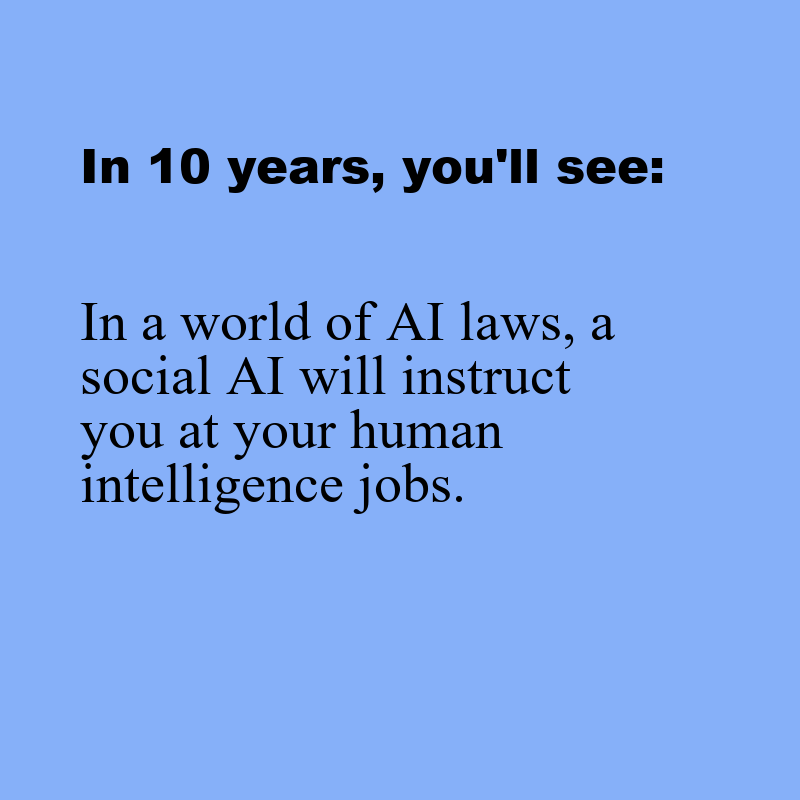 In 10 years, you'll see:
In a world of AI laws, a
social AI will instruct
you at your human
intelligence jobs.